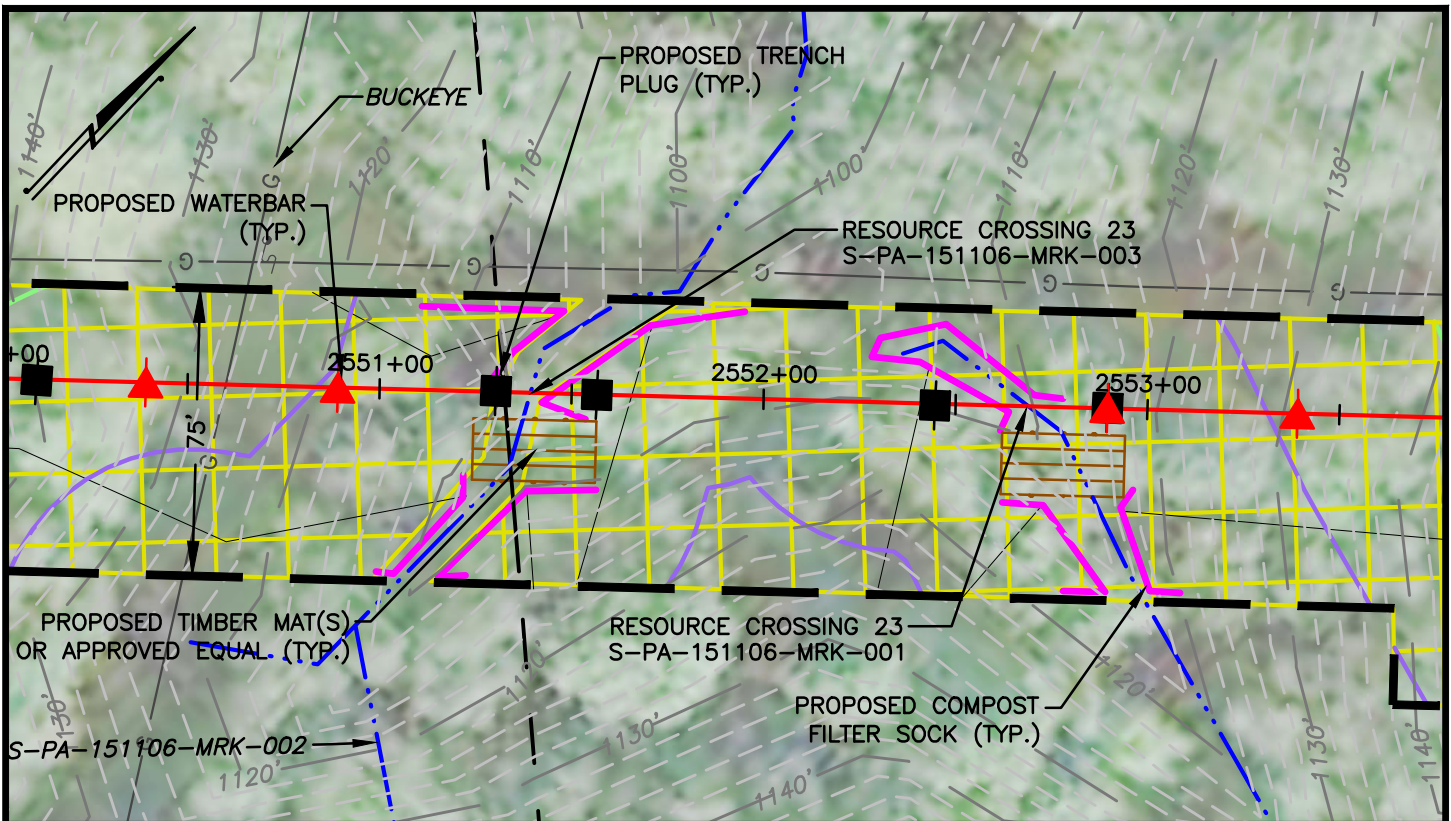 PROPOSED TRENCH
PLUG (TYP.)
BUCKEYE
1140'
1130'
1120'
1110'
1100'
1100'
1110'
1120'
1130'
PROPOSED WATERBAR
(TYP.)
RESOURCE CROSSING 23
S-PA-151106-MRK-003
G
G
G
G
G
G
+00
2551+00
2552+00
2553+00
75'
G
PROPOSED TIMBER MAT(S)
OR APPROVED EQUAL (TYP.)
RESOURCE CROSSING 23
S-PA-151106-MRK-001
PROPOSED COMPOST
FILTER SOCK (TYP.)
S-PA-151106-MRK-002
1130'
1120'
1120'
1130'
1140'
1120'
1130'
1140'